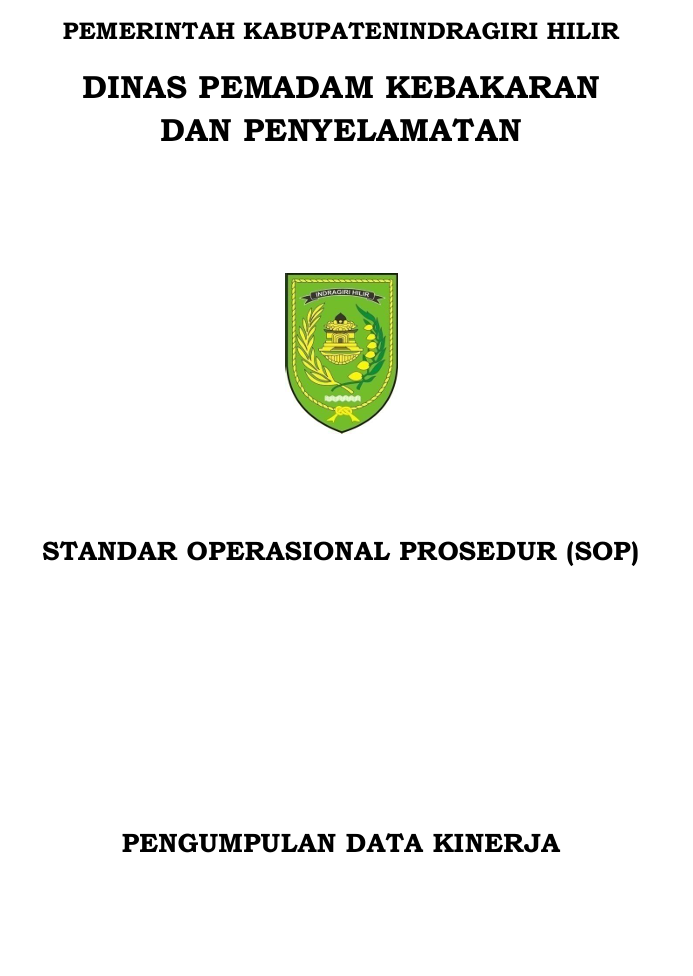 PEMERINTAH KABUPATENINDRAGIRI HILIR
DINAS PEMADAM KEBAKARAN
DAN PENYELAMATAN
INDRAGIRI HILIR
STANDAR OPERASIONAL PROSEDUR (SOP)
PENGUMPULAN DATA KINERJA